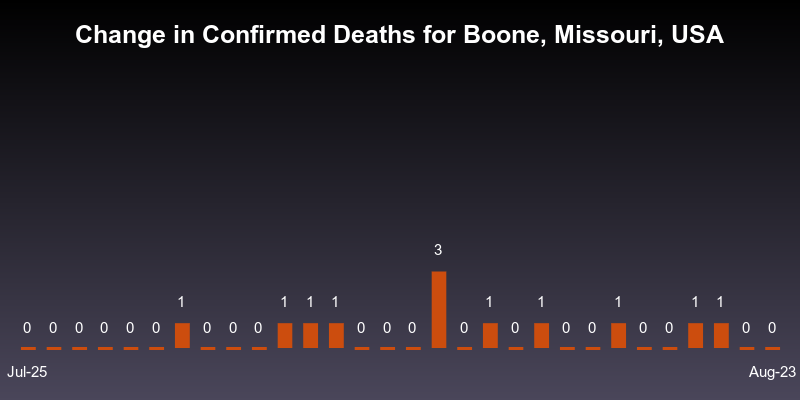 Change in Confirmed Deaths for Boone, Missouri, USA
3
1 1 1 1 1 1 1 1 1
0 0 0 0 0 0 0 0 0 0 0 0 0 0 0 0 0 0 0 0
Jul-25 Aug-23